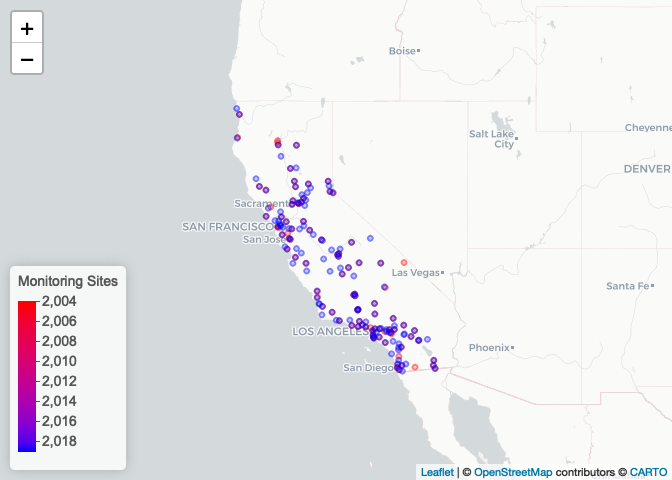 +
−
Boise
Salt Lake
City
Cheyenne
DENVER
Sacrament
SAN FRANCISCO
San Jose
Las Vegas
Santa Fe
LOS ANGELES
Phoenix
San Diego
Monitoring Sites
2,004
2,006
2,008
2,010
2,012
2,014
2,016
2,018
Leaflet | © OpenStreetMap contributors © CARTO